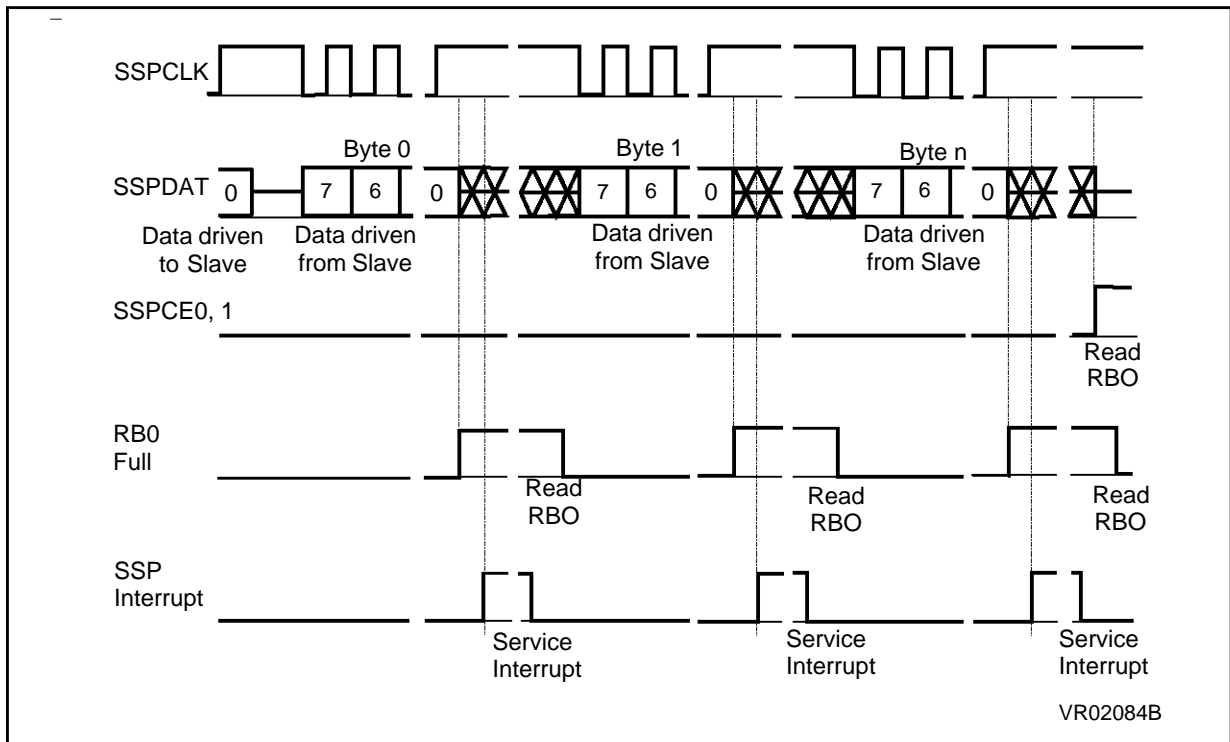 SSPCLK
Byte 0
Byte 1
Byte n
SSPDAT
0
7
6
0
7
6
0
7
6
0
Data driven
to Slave
Data driven
from Slave
Data driven
from Slave
Data driven
from Slave
SSPCE0, 1
Read
RBO
RB0
Full
Read
RBO
Read
RBO
Read
RBO
SSP
Interrupt
Service
Interrupt
Service
Interrupt
Service
Interrupt
VR02084B